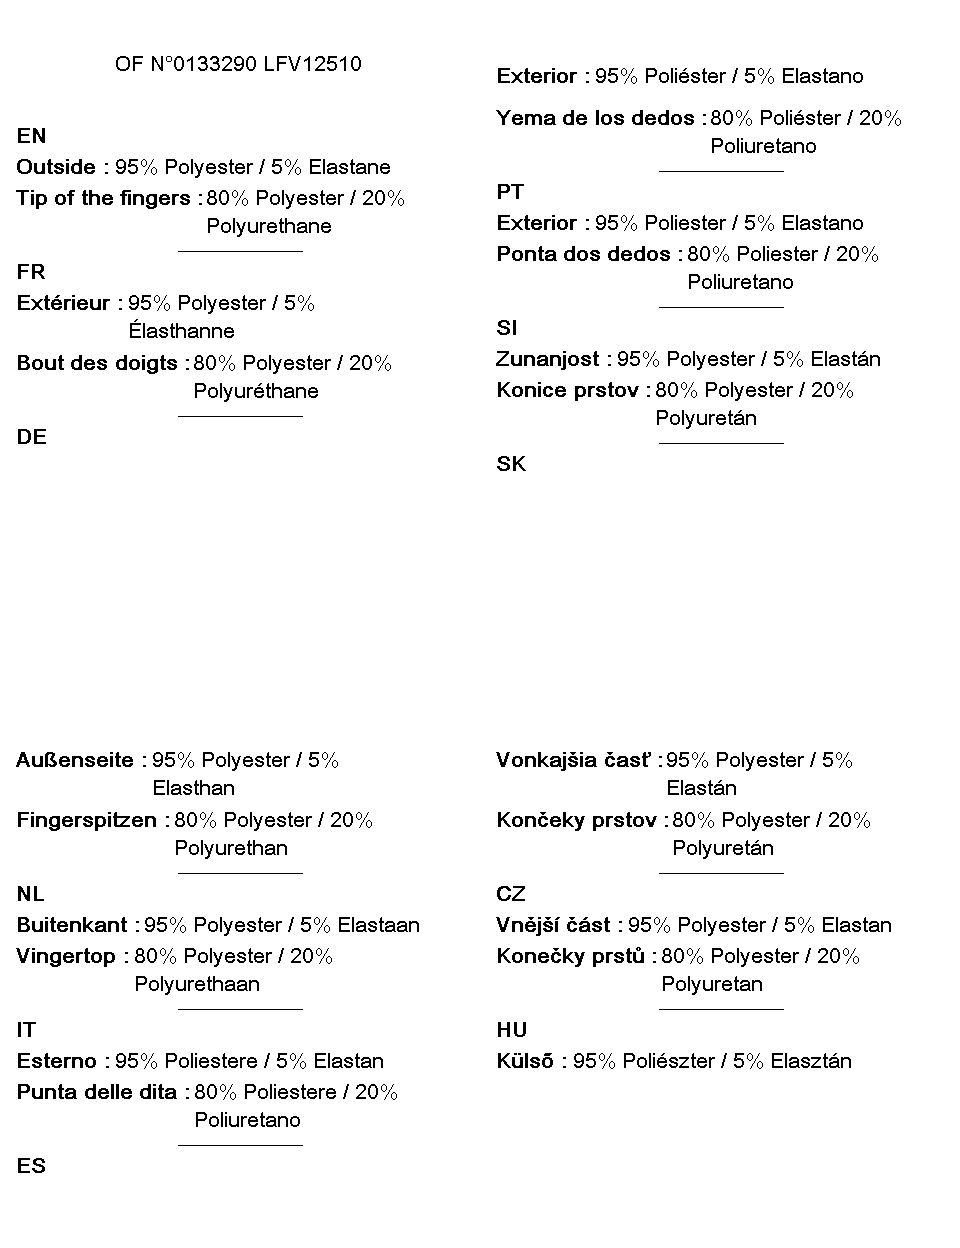 OF N°0133290 LFV12510
EN
Outside : 95% Polyester / 5% Elastane
Tip of the fingers : 80% Polyester / 20%
Polyurethane
FR
Extérieur : 95% Polyester / 5%
Élasthanne
Bout des doigts : 80% Polyester / 20%
Polyuréthane
DE
Außenseite : 95% Polyester / 5%
Elasthan
Fingerspitzen : 80% Polyester / 20%
Polyurethan
NL
Buitenkant : 95% Polyester / 5% Elastaan
Vingertop : 80% Polyester / 20%
Polyurethaan
IT
Esterno : 95% Poliestere / 5% Elastan
Punta delle dita : 80% Poliestere / 20%
Poliuretano
ES
Exterior : 95% Poliéster / 5% Elastano
Yema de los dedos : 80% Poliéster / 20%
Poliuretano
PT
Exterior : 95% Poliester / 5% Elastano
Ponta dos dedos : 80% Poliester / 20%
Poliuretano
SI
Zunanjost : 95% Polyester / 5% Elastán
Konice prstov : 80% Polyester / 20%
Polyuretán
SK
Vonkajšia časť : 95% Polyester / 5%
Elastán
Končeky prstov : 80% Polyester / 20%
Polyuretán
CZ
Vnější část : 95% Polyester / 5% Elastan
Konečky prstů : 80% Polyester / 20%
Polyuretan
HU
Külsõ : 95% Poliészter / 5% Elasztán